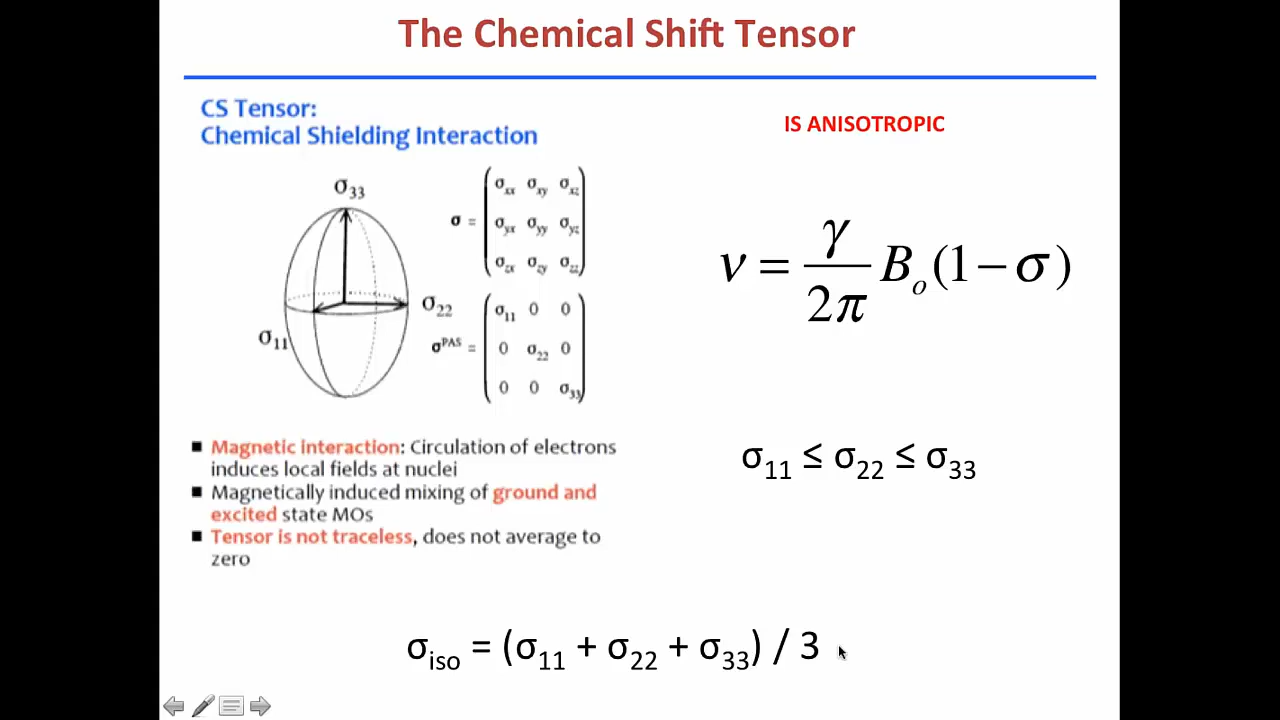 The Chemical Shift Tensor
CS Tensor:
Chemical Shielding Interaction
IS ANISOTROPIC
σ33
σ22
σ11
σ =
σxx σxy σxz
σyx σyy σyz
σzx σzy σzz
σPAS =
σ11 0 0
0 σ22 0
0 0 σ33
ν = γ/2π Bo(1 − σ)
σ11 ≤ σ22 ≤ σ33
■ Magnetic interaction: Circulation of electrons
induces local fields at nuclei
■ Magnetically induced mixing of ground and
excited state MOs
■ Tensor is not traceless, does not average to
zero
σiso = (σ11 + σ22 + σ33) / 3